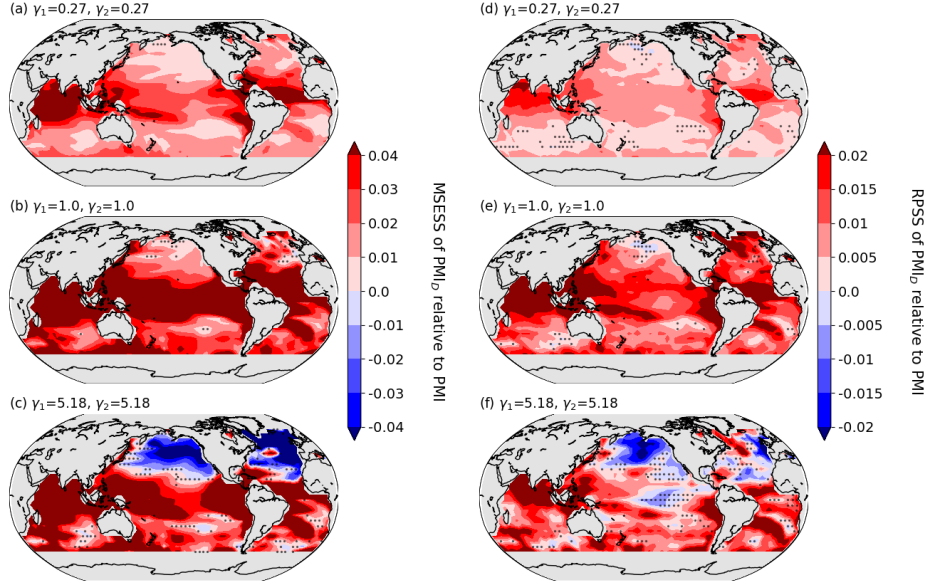 (a) γ₁=0.27, γ₂=0.27
(d) γ₁=0.27, γ₂=0.27
(b) γ₁=1.0, γ₂=1.0
(e) γ₁=1.0, γ₂=1.0
(c) γ₁=5.18, γ₂=5.18
(f) γ₁=5.18, γ₂=5.18
0.04
0.03
0.02
0.01
0.0
-0.01
-0.02
-0.03
-0.04
MSESS of PMI_D relative to PMI
0.02
0.015
0.01
0.005
0.0
-0.005
-0.01
-0.015
-0.02
RPSS of PMI_D relative to PMI